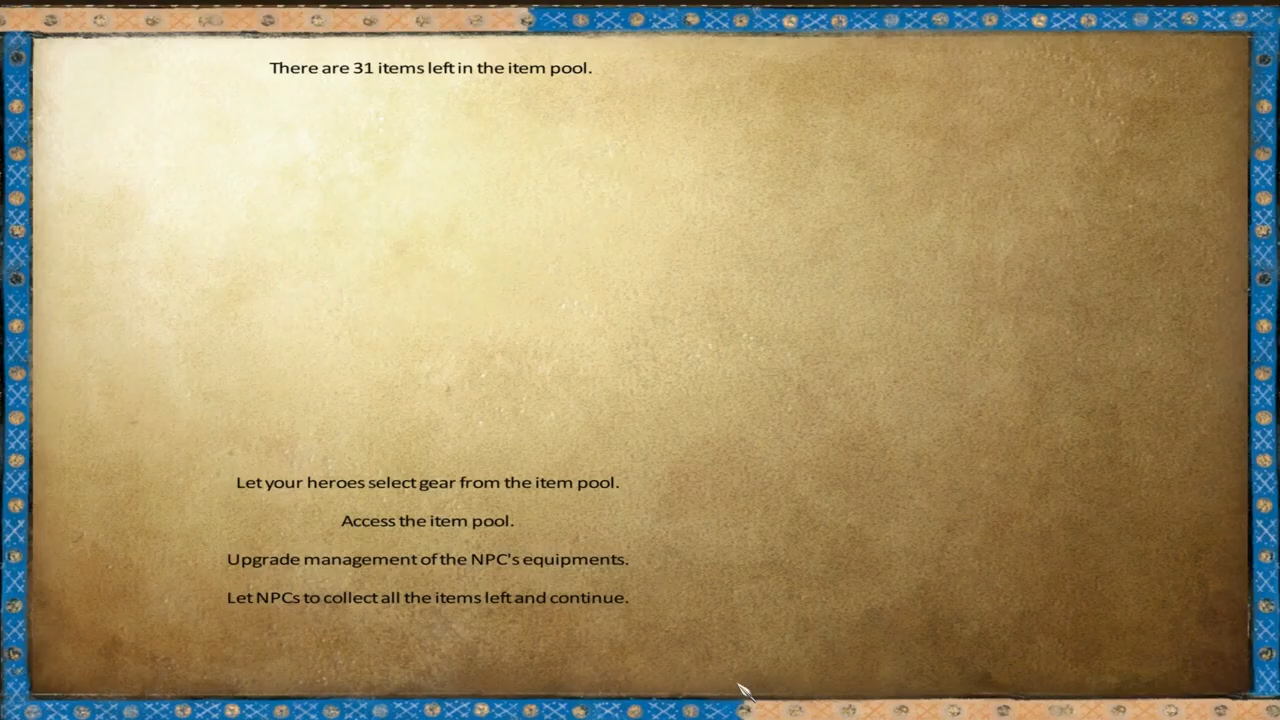 There are 31 items left in the item pool.
Let your heroes select gear from the item pool.
Access the item pool.
Upgrade management of the NPC's equipments.
Let NPCs to collect all the items left and continue.